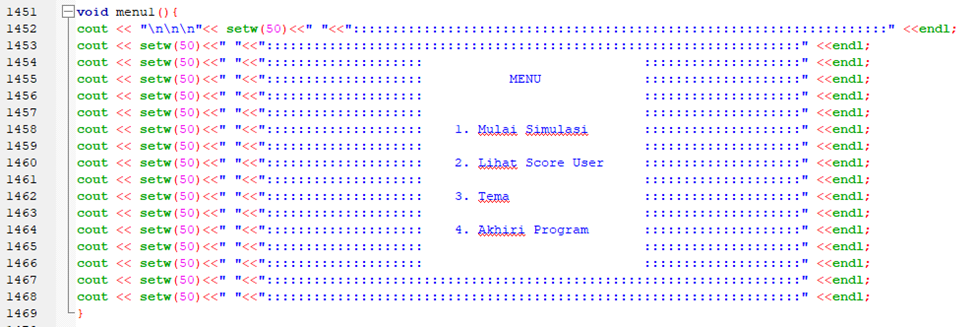 1451 void menul(){
1452 cout << "\n\n\n"<< setw(50)<<" "<<":::::::::::::::::::::::::::::::::::::::::::::::::::::::::::::::::::::" <<endl;
1453 cout << setw(50)<<" "<<":::::::::::::::::::::::::::::::::::::::::::::::::::::::::::::::::::::" <<endl;
1454 cout << setw(50)<<" "<<"::::::::::::::::::::                             ::::::::::::::::::::" <<endl;
1455 cout << setw(50)<<" "<<"::::::::::::::::::::           MENU              ::::::::::::::::::::" <<endl;
1456 cout << setw(50)<<" "<<"::::::::::::::::::::                             ::::::::::::::::::::" <<endl;
1457 cout << setw(50)<<" "<<"::::::::::::::::::::                             ::::::::::::::::::::" <<endl;
1458 cout << setw(50)<<" "<<"::::::::::::::::::::    1. Mulai Simulasi        ::::::::::::::::::::" <<endl;
1459 cout << setw(50)<<" "<<"::::::::::::::::::::                             ::::::::::::::::::::" <<endl;
1460 cout << setw(50)<<" "<<"::::::::::::::::::::    2. Lihat Score User      ::::::::::::::::::::" <<endl;
1461 cout << setw(50)<<" "<<"::::::::::::::::::::                             ::::::::::::::::::::" <<endl;
1462 cout << setw(50)<<" "<<"::::::::::::::::::::    3. Tema                  ::::::::::::::::::::" <<endl;
1463 cout << setw(50)<<" "<<"::::::::::::::::::::                             ::::::::::::::::::::" <<endl;
1464 cout << setw(50)<<" "<<"::::::::::::::::::::    4. Akhiri Program        ::::::::::::::::::::" <<endl;
1465 cout << setw(50)<<" "<<"::::::::::::::::::::                             ::::::::::::::::::::" <<endl;
1466 cout << setw(50)<<" "<<"::::::::::::::::::::                             ::::::::::::::::::::" <<endl;
1467 cout << setw(50)<<" "<<":::::::::::::::::::::::::::::::::::::::::::::::::::::::::::::::::::::" <<endl;
1468 cout << setw(50)<<" "<<":::::::::::::::::::::::::::::::::::::::::::::::::::::::::::::::::::::" <<endl;
1469 }